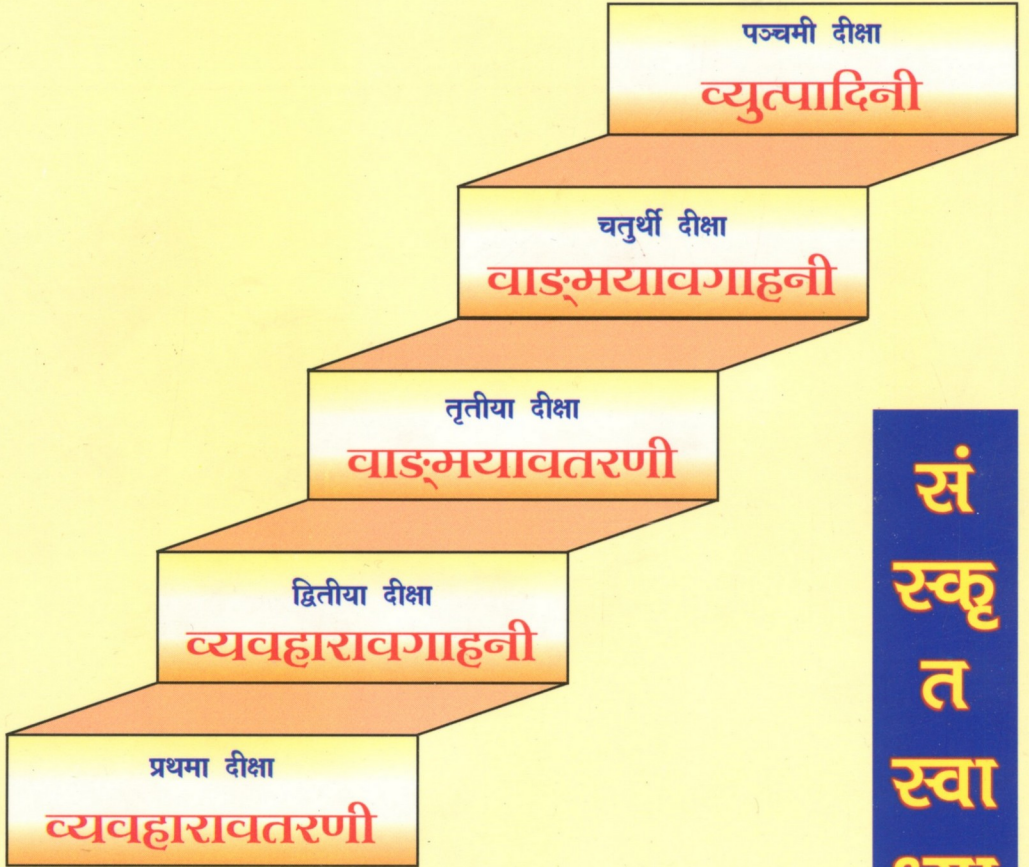 पञ्चमी दीक्षा
व्युत्पादिनी
चतुर्थी दीक्षा
वाङ्मयावगाहनी
तृतीया दीक्षा
वाङ्मयावतरणी
द्वितीया दीक्षा
व्यवहारावगाहनी
प्रथमा दीक्षा
व्यवहारावतरणी
सं
स्कृ
त
स्वा